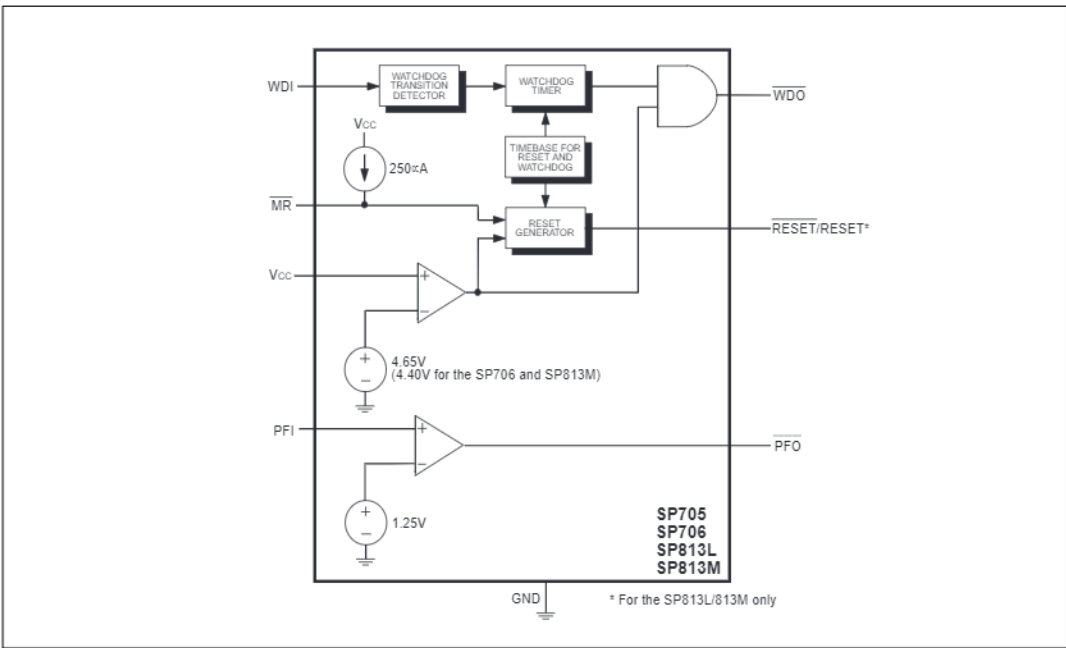 WDI
WATCHDOG
TRANSITION
DETECTOR
WATCHDOG
TIMER
WDO
VCC
250∝A
TIMEBASE FOR
RESET AND
WATCHDOG
MR
RESET
GENERATOR
RESET/RESET*
VCC
+
−
+
−
4.65V
(4.40V for the SP706 and SP813M)
PFI
+
−
PFO
+
−
1.25V
SP705
SP706
SP813L
SP813M
GND
* For the SP813L/813M only